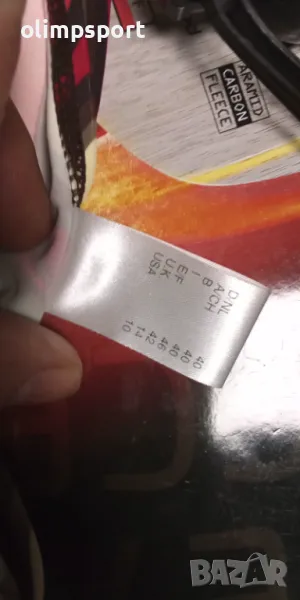 olimpsport
ARAMID
CARBON
FLEECE
D.NL 40
A.CH 40
B 40
I 46
E.F 42
UK 14
USA 10
BAZAR